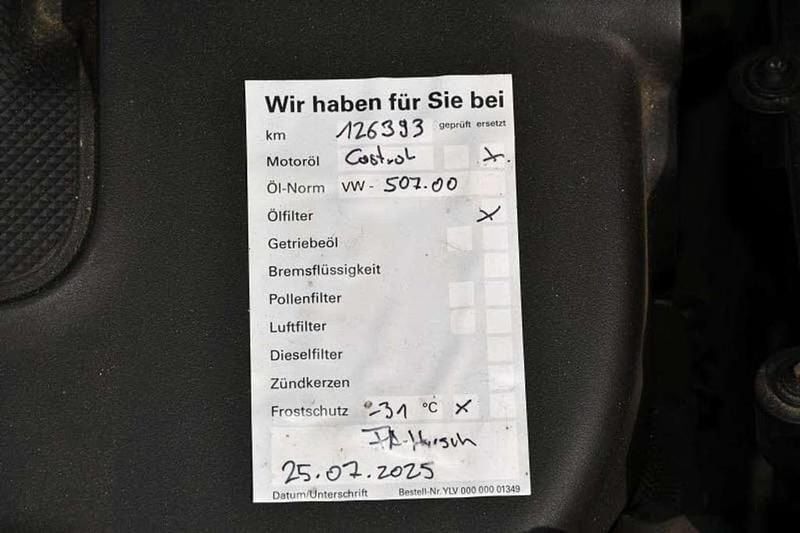 Wir haben für Sie bei
km 126393 geprüft ersetzt
Motoröl Castrol x
Öl-Norm VW - 507.00
Ölfilter x
Getriebeöl
Bremsflüssigkeit
Pollenfilter
Luftfilter
Dieselfilter
Zündkerzen
Frostschutz -31 °C x
25.07.2025
Datum/Unterschrift Bestell-Nr. YLV 000 000 01349